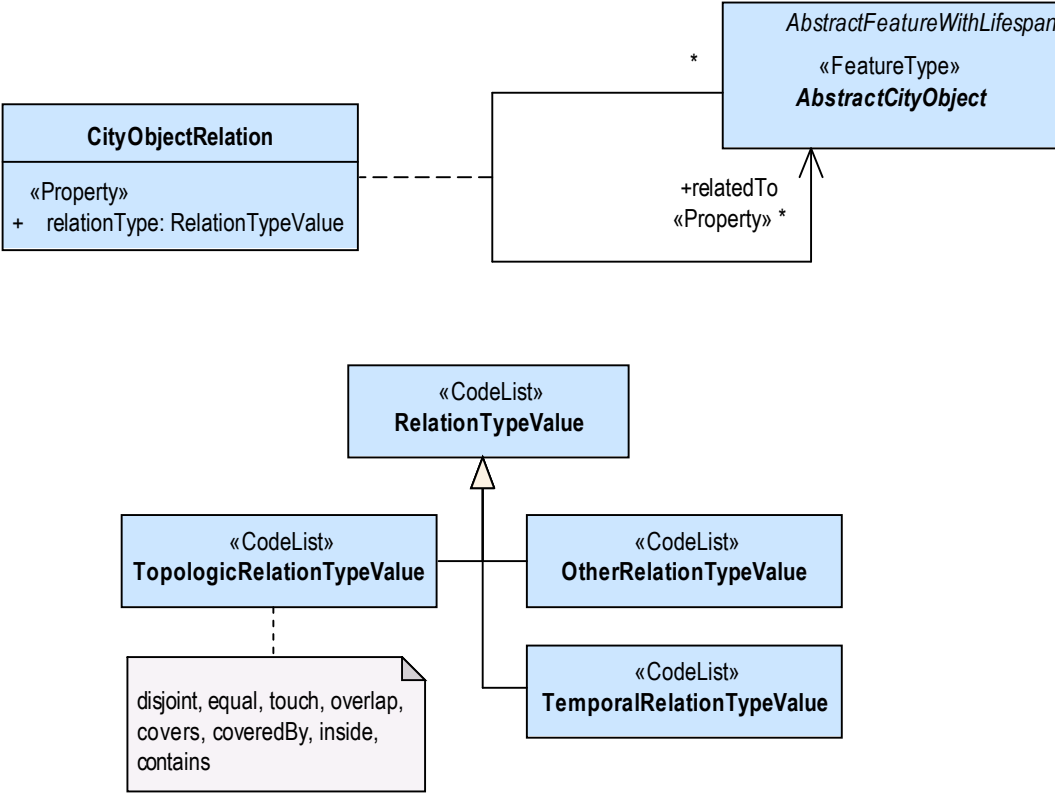 AbstractFeatureWithLifespan
«FeatureType»
AbstractCityObject
*
CityObjectRelation
«Property»
+ relationType: RelationTypeValue
+relatedTo
«Property» *
«CodeList»
RelationTypeValue
«CodeList»
TopologicRelationTypeValue
«CodeList»
OtherRelationTypeValue
«CodeList»
TemporalRelationTypeValue
disjoint, equal, touch, overlap,
covers, coveredBy, inside,
contains